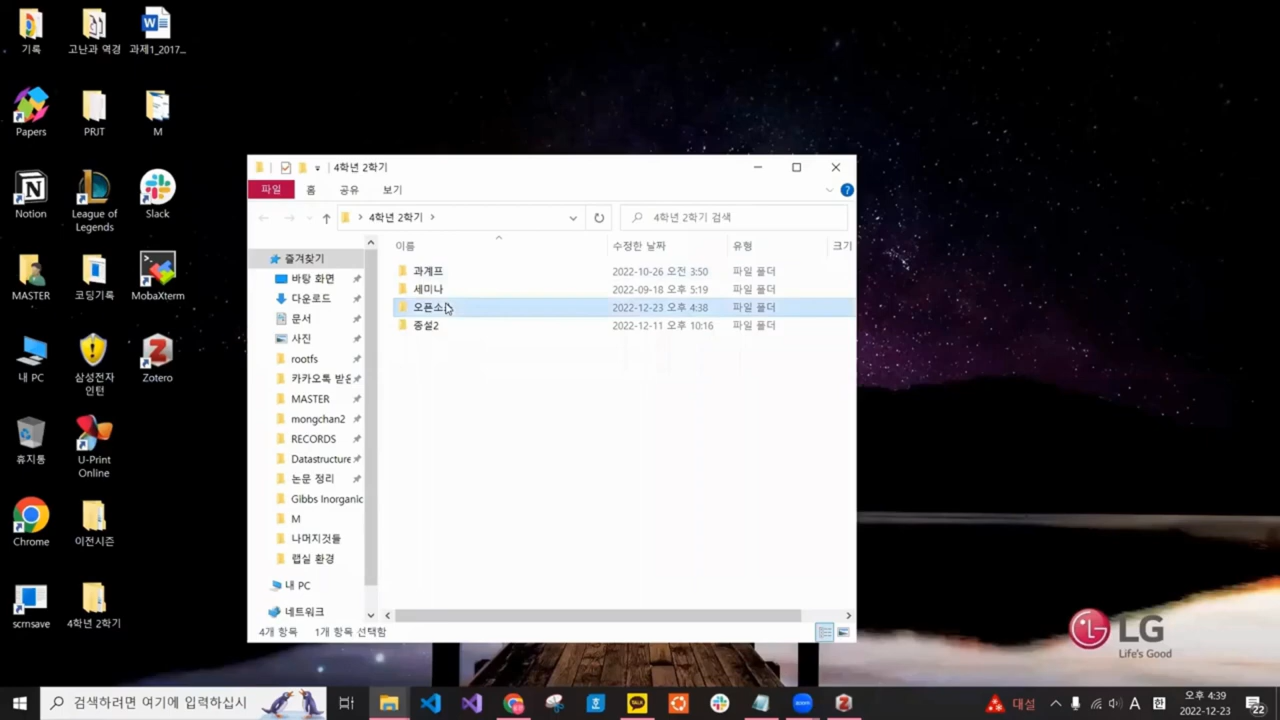 기록
고난과 역경
과제1_2017...
Papers
PRJT
M
Notion
League of
Legends
Slack
MASTER
코딩기록
MobaXterm
내 PC
삼성전자
인턴
Zotero
휴지통
U-Print
Online
Chrome
이전시즌
scrnsave
4학년 2학기
4학년 2학기
파일
홈
공유
보기
4학년 2학기
4학년 2학기 검색
이름
수정한 날짜
유형
크기
과계프
2022-10-26 오전 3:50
파일 폴더
세미나
2022-09-18 오후 5:19
파일 폴더
2022-12-23 오후 4:38
파일 폴더
종설2
2022-12-11 오후 10:16
파일 폴더
즐겨찾기
바탕 화면
다운로드
문서
사진
rootfs
카카오톡 받은
MASTER
mongchan2
RECORDS
Datastructure
논문 정리
Gibbs Inorganic
M
나머지것들
랩실 환경
내 PC
네트워크
4개 항목
1개 항목 선택함
LG
Life's Good
검색하려면 여기에 입력하십시
대설
A
한
오후 4:39
2022-12-23
22